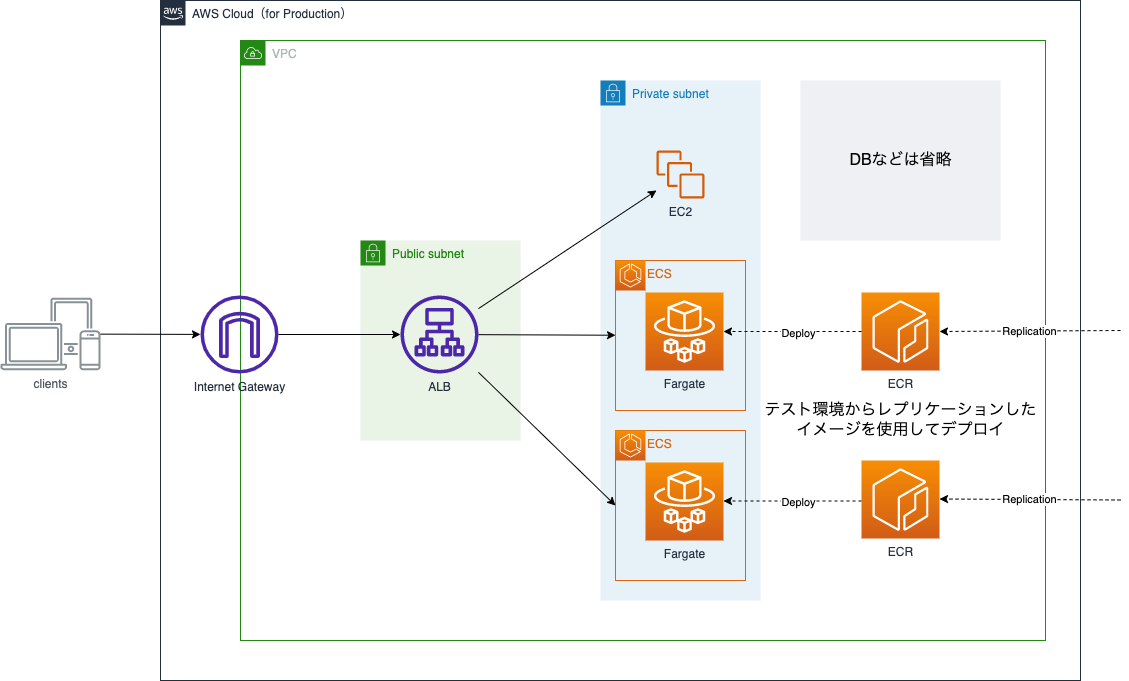 aws
AWS Cloud（for Production）
VPC
Private subnet
DBなどは省略
EC2
Public subnet
ECS
clients
Internet Gateway
ALB
Fargate
Deploy
ECR
Replication
テスト環境からレプリケーションした
イメージを使用してデプロイ
ECS
Fargate
Deploy
ECR
Replication